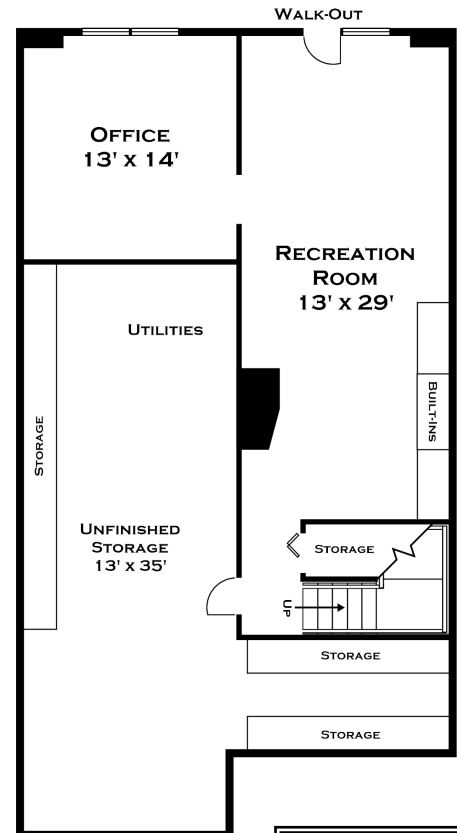 WALK-OUT
OFFICE
13' x 14'
RECREATION
ROOM
13' x 29'
UTILITIES
BUILT-INS
STORAGE
UNFINISHED
STORAGE
13' x 35'
STORAGE
UP
STORAGE
STORAGE